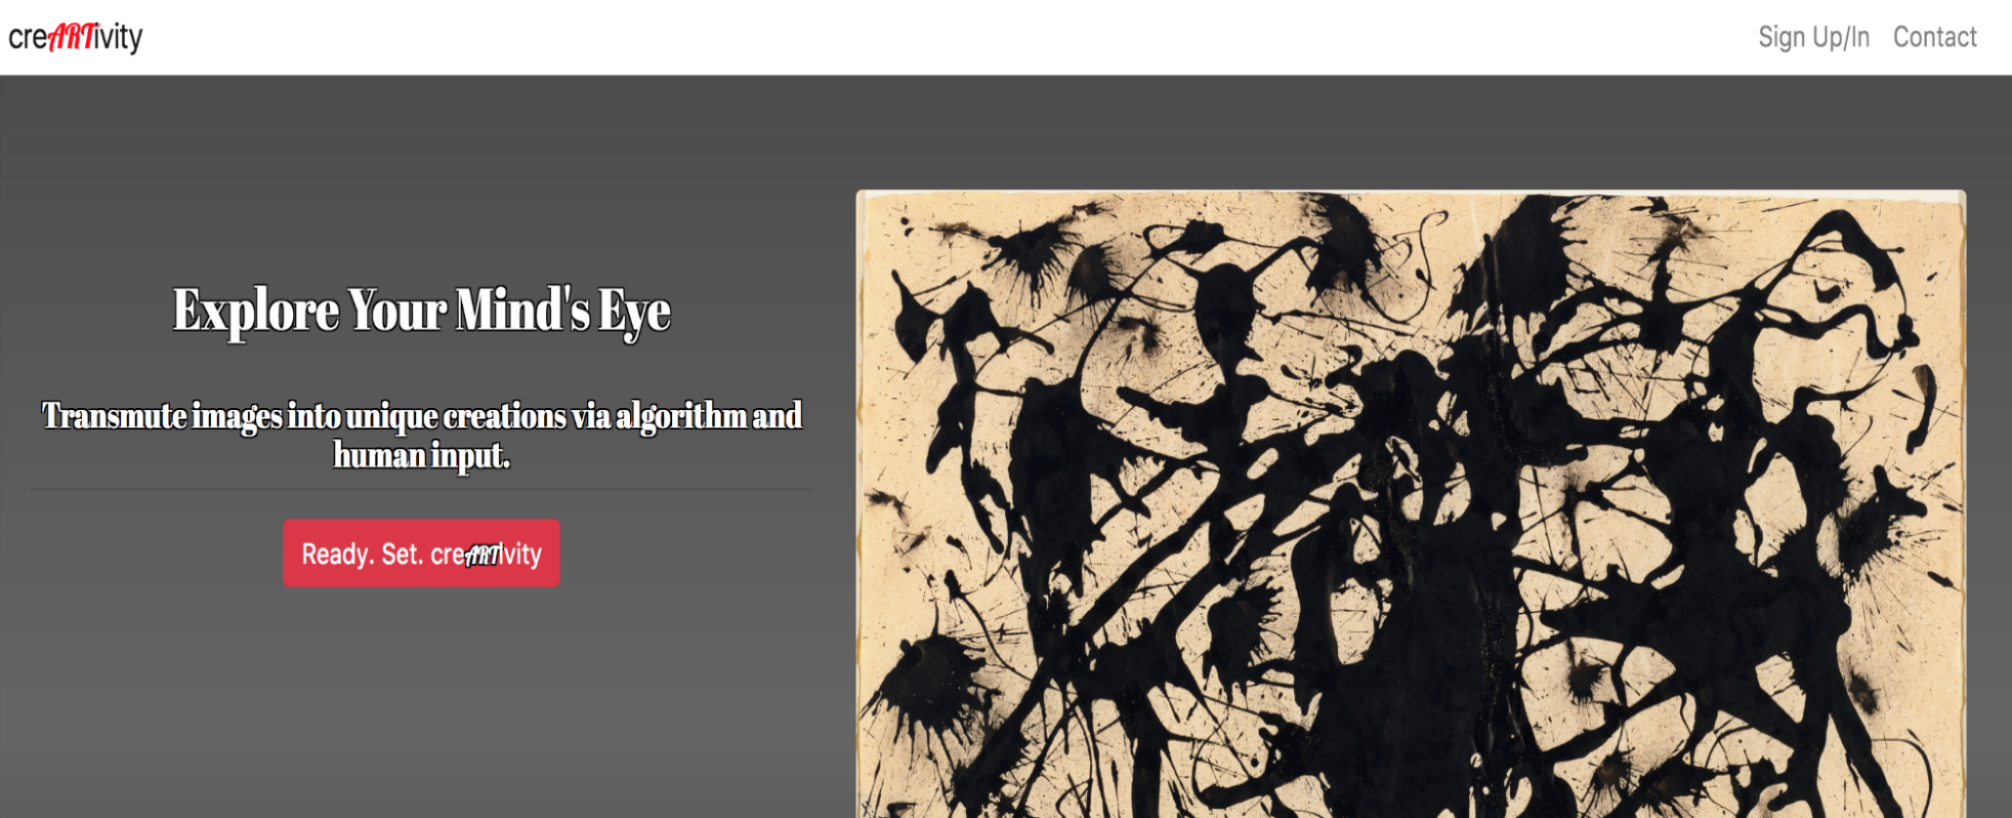 creARTivity
Sign Up/In Contact
Explore Your Mind's Eye
Transmute images into unique creations via algorithm and
human input.
Ready. Set. creARTivity